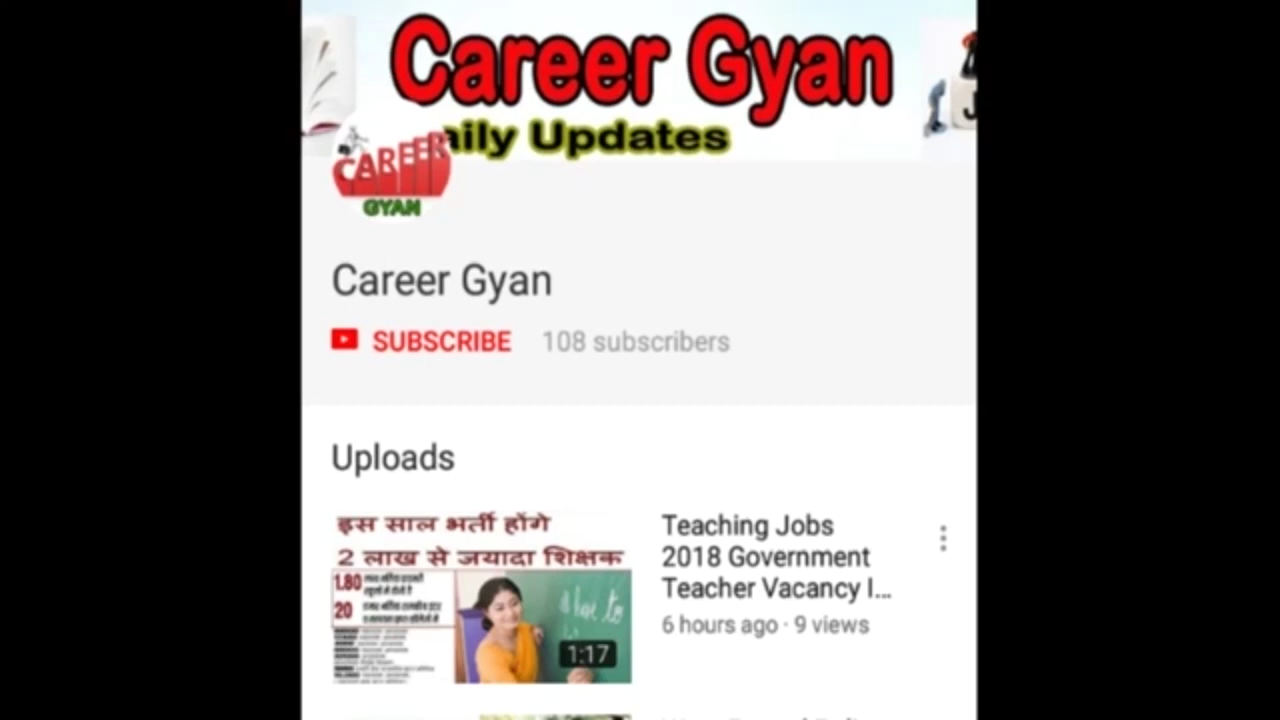 Career Gyan
aily Updates
CAREER
GYAN
Career Gyan
SUBSCRIBE 108 subscribers
Uploads
इस साल भर्ती होंगे
2 लाख से जयादा शिक्षक
1.80
20
1:17
Teaching Jobs
2018 Government
Teacher Vacancy I...
6 hours ago · 9 views